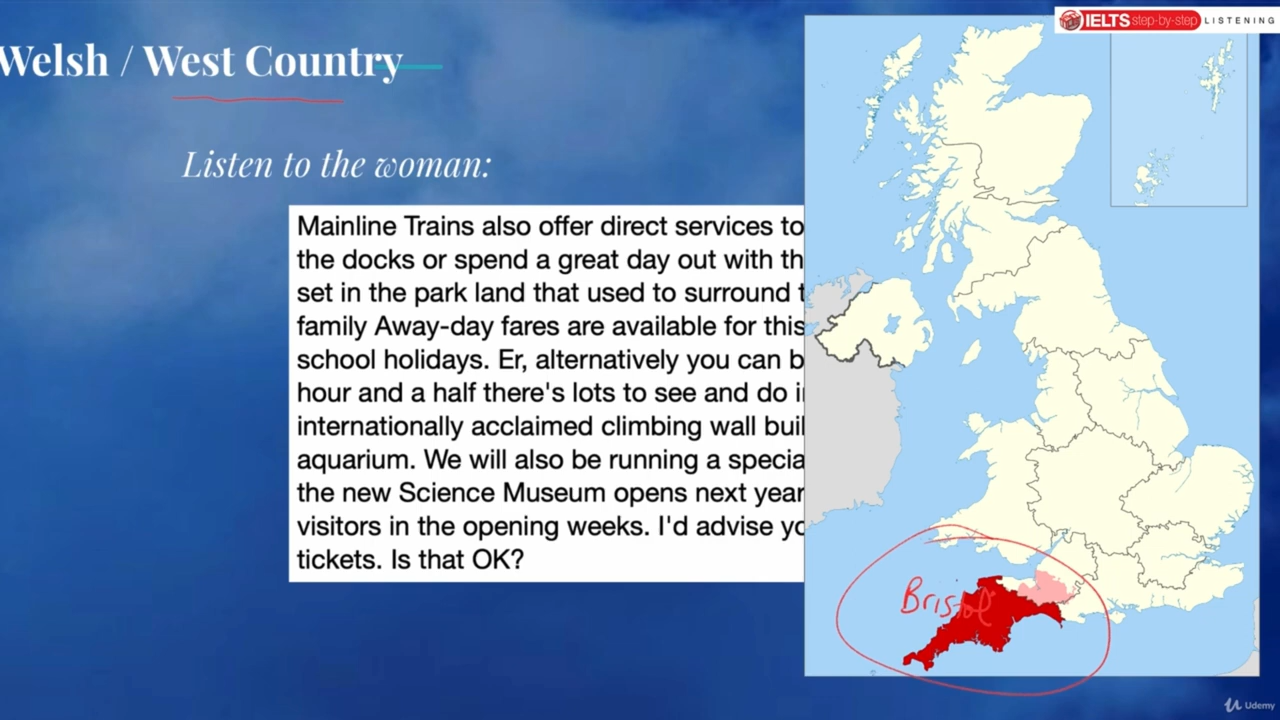 IELTS step-by-step LISTENING
Welsh / West Country
Listen to the woman:
Mainline Trains also offer direct services to
the docks or spend a great day out with th
set in the park land that used to surround t
family Away-day fares are available for this
school holidays. Er, alternatively you can b
hour and a half there's lots to see and do i
internationally acclaimed climbing wall buil
aquarium. We will also be running a specia
the new Science Museum opens next year
visitors in the opening weeks. I'd advise yo
tickets. Is that OK?
Bristol
Udemy